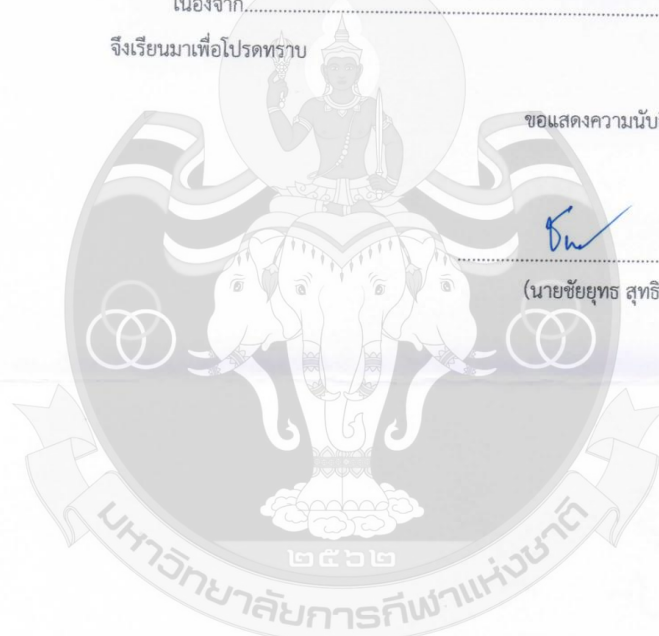 เนื่องจาก................................................................
จึงเรียนมาเพื่อโปรดทราบ
ขอแสดงความนับ
................................
(นายชัยยุทธ สุทธิ
๒๕๖๒
มหาวิทยาลัยการกีฬาแห่งชาติ